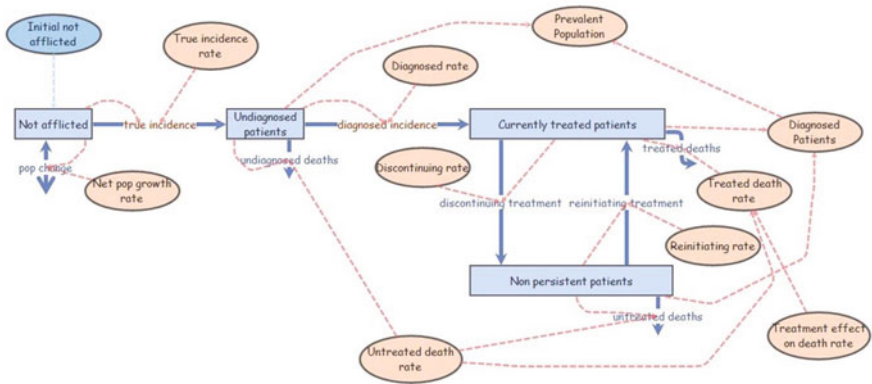 Initial not
afflicted
True incidence
rate
Prevalent
Population
Diagnosed rate
Not afflicted
true incidence
Undiagnosed
patients
diagnosed incidence
Currently treated patients
Diagnosed
Patients
pop change
undiagnosed deaths
treated deaths
Net pop growth
rate
Discontinuing rate
Treated death
rate
discontinuing treatment
reinitiating treatment
Reinitiating rate
Non persistent patients
untreated deaths
Untreated death
rate
Treatment effect
on death rate